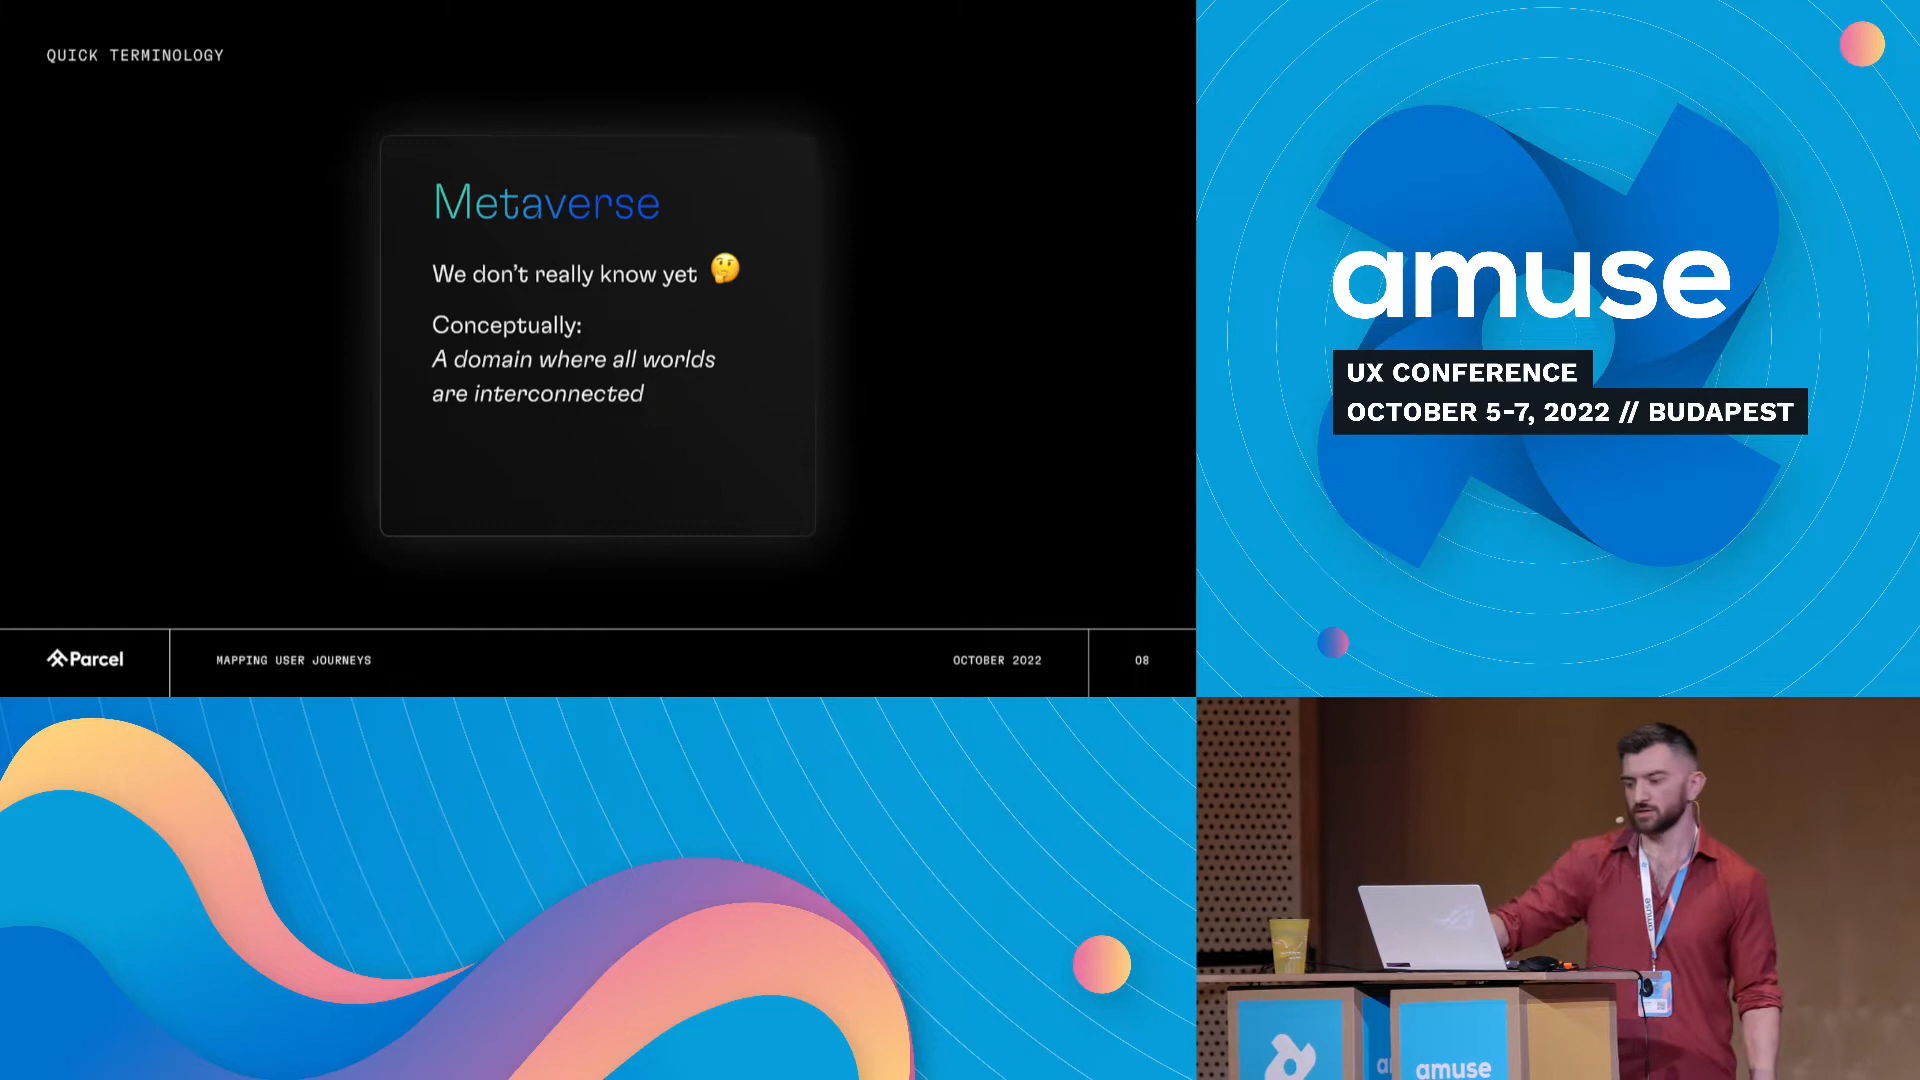 QUICK TERMINOLOGY
Metaverse
We don't really know yet 🤔
Conceptually:
A domain where all worlds
are interconnected
Parcel
MAPPING USER JOURNEYS
OCTOBER 2022
08
amuse
UX CONFERENCE
OCTOBER 5-7, 2022 // BUDAPEST
amuse
amuse